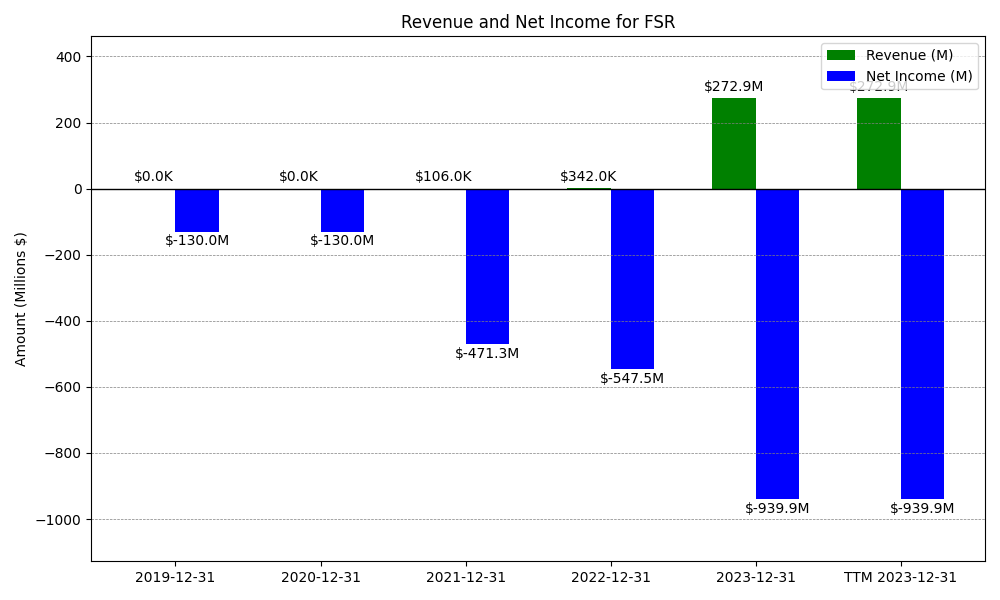 Revenue and Net Income for FSR
Revenue (M)
Net Income (M)
Amount (Millions $)
400
200
0
−200
−400
−600
−800
−1000
$0.0K
$-130.0M
$0.0K
$-130.0M
$106.0K
$-471.3M
$342.0K
$-547.5M
$272.9M
$-939.9M
$272.9M
$-939.9M
2019-12-31
2020-12-31
2021-12-31
2022-12-31
2023-12-31
TTM 2023-12-31